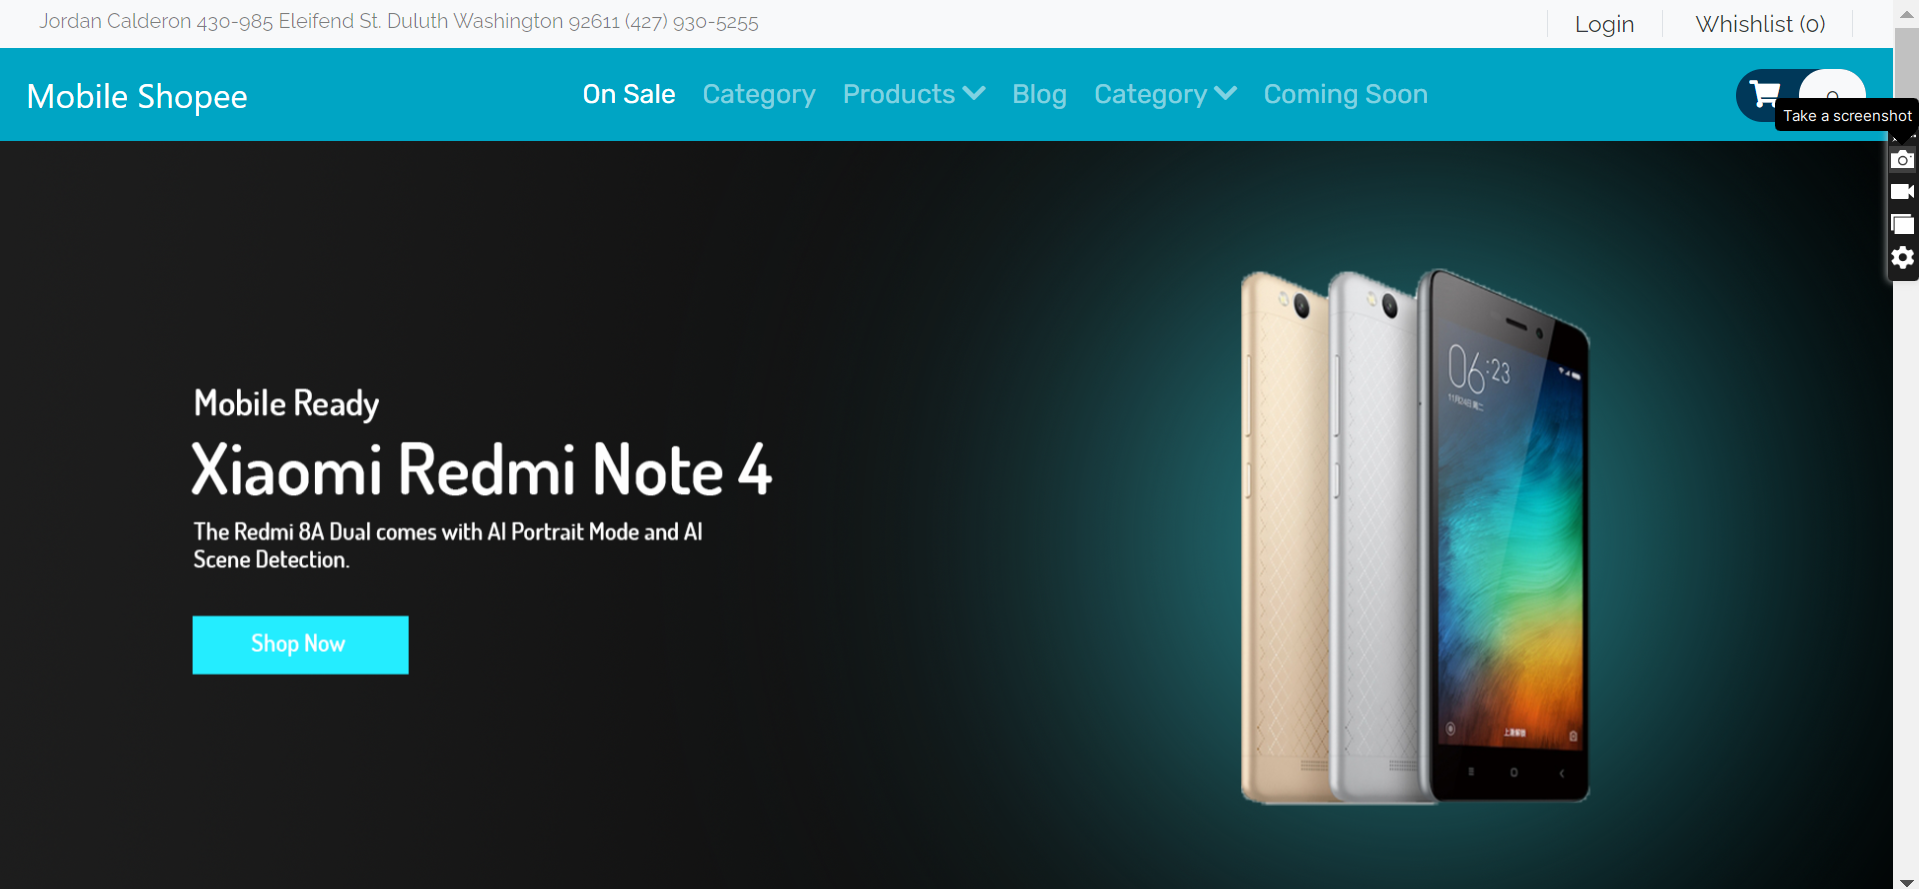 Jordan Calderon 430-985 Eleifend St. Duluth Washington 92611 (427) 930-5255
Login
Whishlist (0)
Mobile Shopee
On Sale
Category
Products
Blog
Category
Coming Soon
Take a screenshot
06:23
Mobile Ready
Xiaomi Redmi Note 4
The Redmi 8A Dual comes with AI Portrait Mode and AI
Scene Detection.
Shop Now